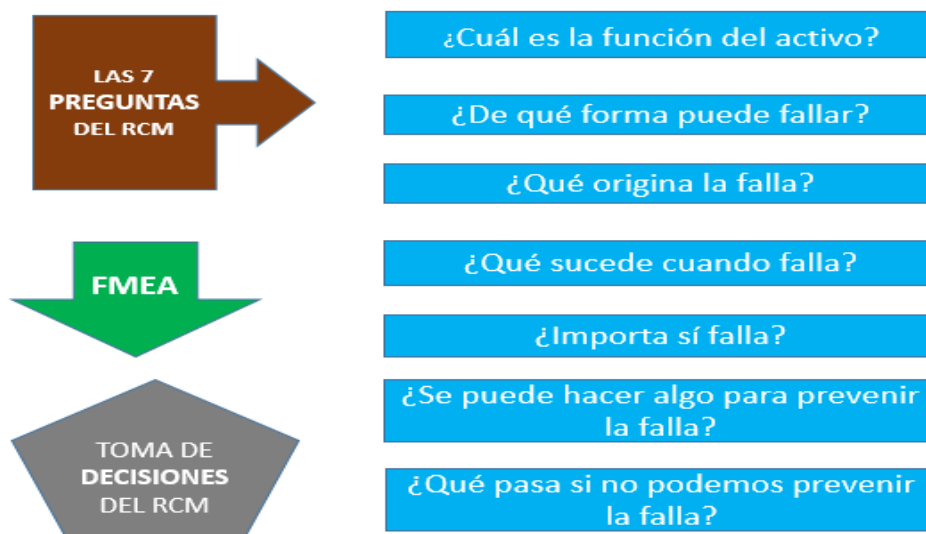 LAS 7
PREGUNTAS
DEL RCM
¿Cuál es la función del activo?
¿De qué forma puede fallar?
¿Qué origina la falla?
FMEA
¿Qué sucede cuando falla?
¿Importa sí falla?
TOMA DE
DECISIONES
DEL RCM
¿Se puede hacer algo para prevenir
la falla?
¿Qué pasa si no podemos prevenir
la falla?